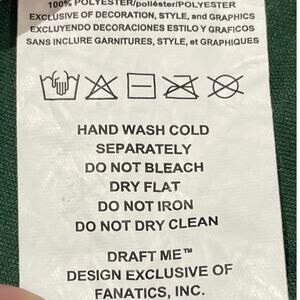 100% POLYESTER/poliéster/POLYESTER
EXCLUSIVE OF DECORATION, STYLE, and GRAPHICS
EXCLUYENDO DECORACIONES ESTILO Y GRAFICOS
SANS INCLURE GARNITURES, STYLE, et GRAPHIQUES
HAND WASH COLD
SEPARATELY
DO NOT BLEACH
DRY FLAT
DO NOT IRON
DO NOT DRY CLEAN
DRAFT ME™
DESIGN EXCLUSIVE OF
FANATICS, INC.